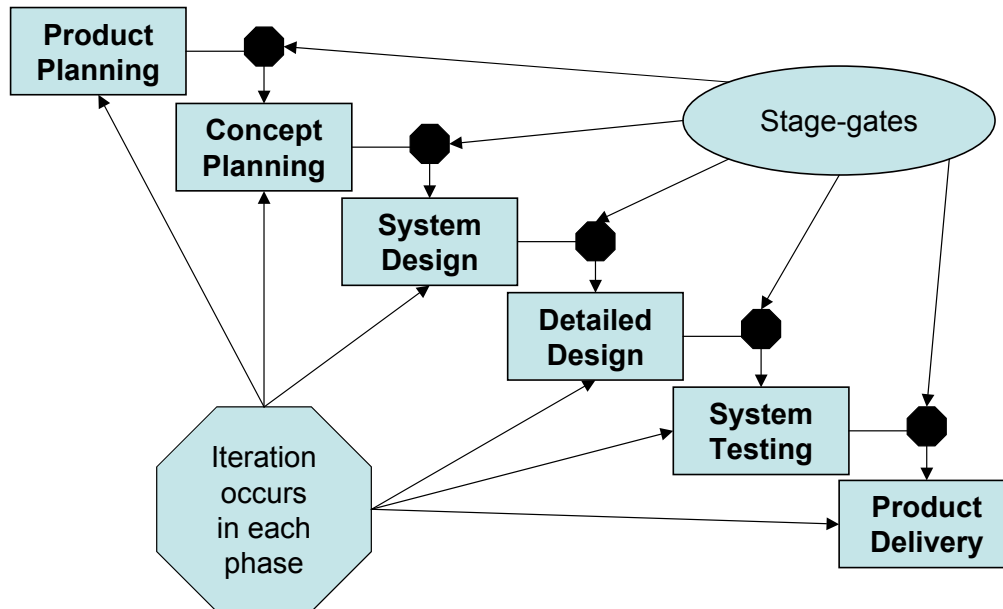 Product
Planning
Stage-gates
Concept
Planning
System
Design
Detailed
Design
System
Testing
Iteration
occurs
in each
phase
Product
Delivery